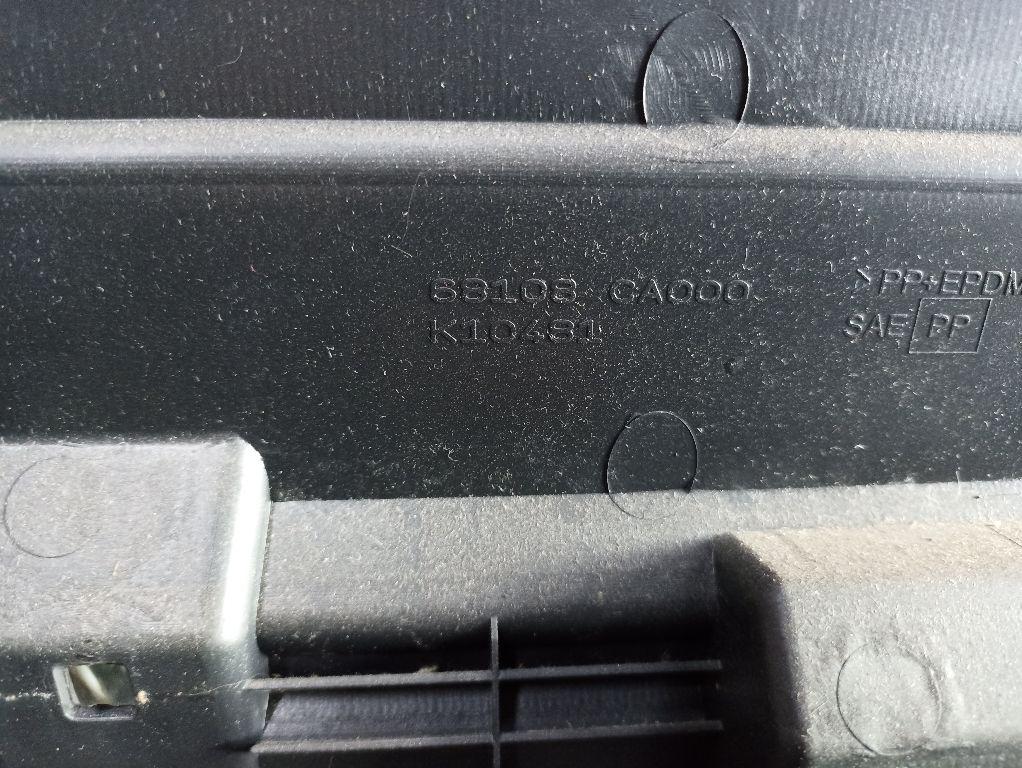 68108 CA000
K10481
>PP+EPDM
SAE PP